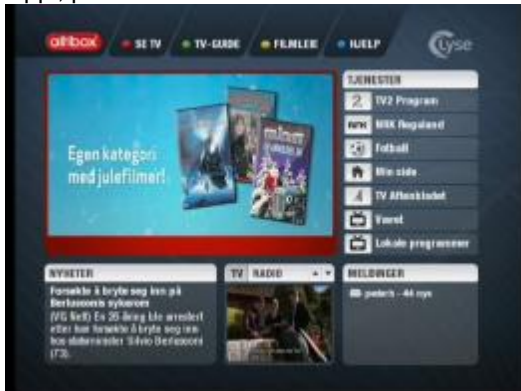 altibox
SE TV
TV-GUIDE
FILMLEIE
HJELP
Lyse
Egen kategori
med julefilmer!
TJENESTER
2 TV2 Program
NRK NRK Rogaland
Fotball
Min side
A TV Aftenbladet
Været
Lokale programmer
NYHETER
Forsøkte å bryte seg inn på
Berlusconis sykerom
(VG Nett) En 26 åring ble arrestert
etter han forsøkte å bryte seg inn
hos statsminister Silvio Berlusconi
(73).
TV RADIO
MELDINGER
44 nye